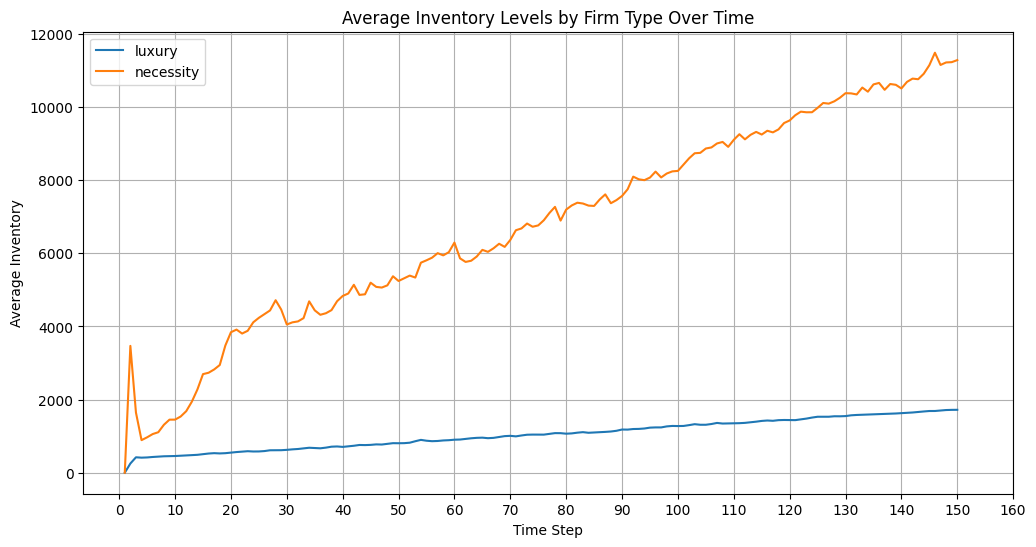 Average Inventory Levels by Firm Type Over Time
luxury
necessity
Average Inventory
12000
10000
8000
6000
4000
2000
0
0 10 20 30 40 50 60 70 80 90 100 110 120 130 140 150 160
Time Step